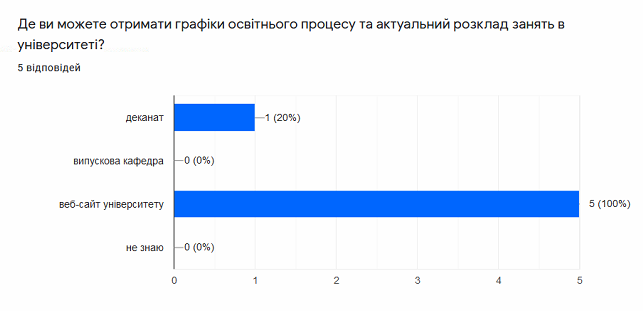 Де ви можете отримати графіки освітнього процесу та актуальний розклад занять в
університеті?
5 відповідей
деканат
1 (20%)
випускова кафедра
0 (0%)
веб-сайт університету
5 (100%)
не знаю
0 (0%)
0 1 2 3 4 5